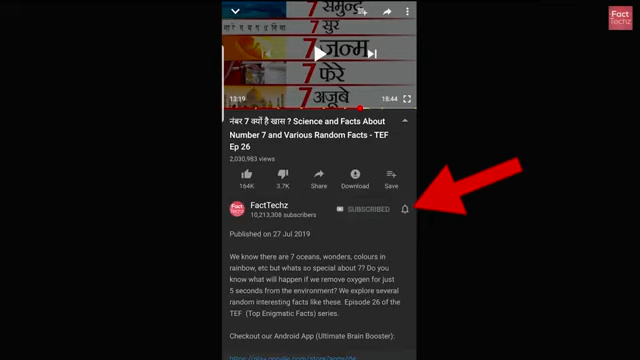 Fact
Techz
7 समुन्द्र
7 सुर
7 जन्म
7 फेरे
7 अजूबे
13:19
18:44
नंबर 7 क्यों है खास ? Science and Facts About
Number 7 and Various Random Facts - TEF
Ep 26
2,030,983 views
164K
3.7K
Share
Download
Save
FactTechz
10,213,308 subscribers
SUBSCRIBED
Published on 27 Jul 2019
We know there are 7 oceans, wonders, colours in
rainbow, etc but whats so special about 7? Do you
know what will happen if we remove oxygen for just
5 seconds from the environment? We explore several
random interesting facts like these. Episode 26 of the
TEF (Top Enigmatic Facts) series.
Checkout our Android App (Ultimate Brain Booster):